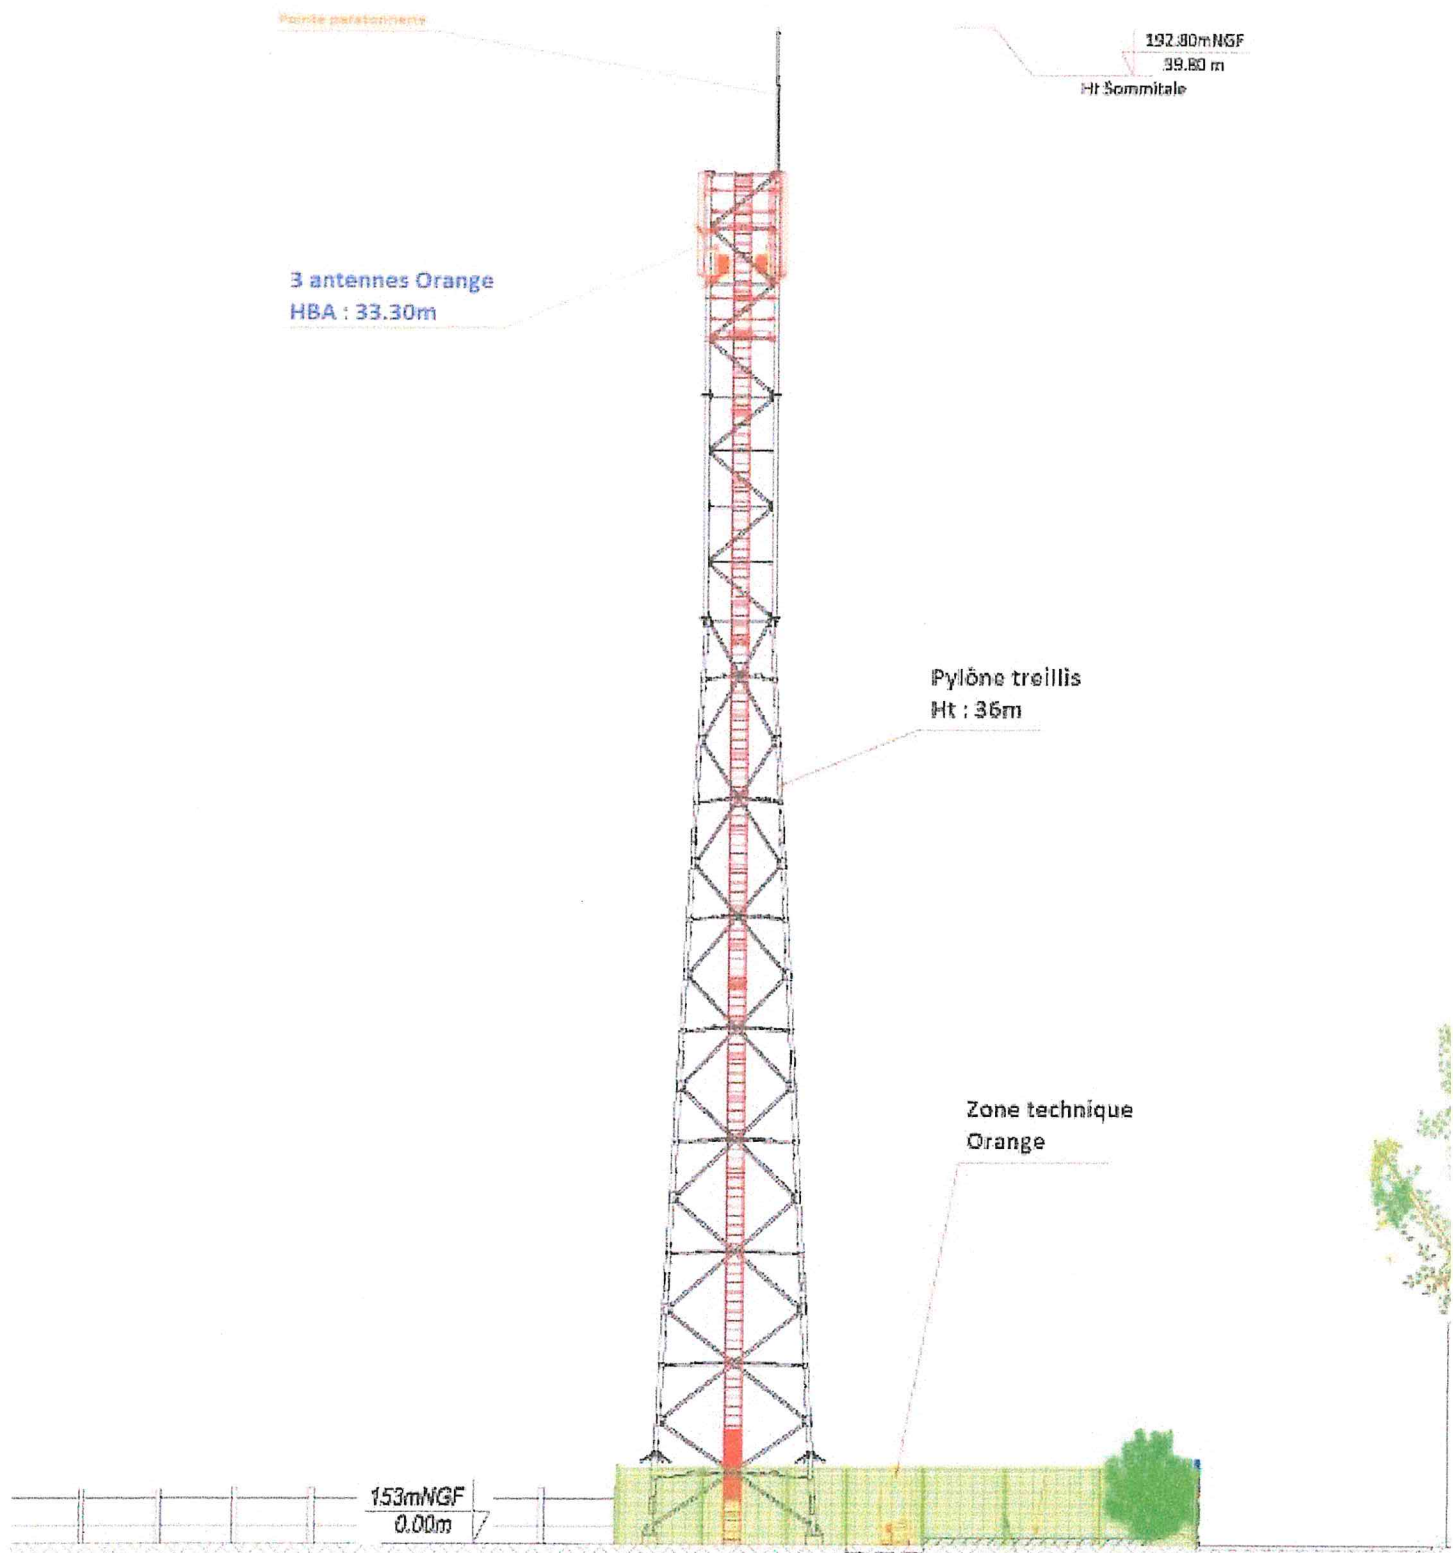 Pointe paratonnerre
192.80mNGF
39.80 m
Ht Sommitale
3 antennes Orange
HBA : 33.30m
Pylône treillis
Ht : 36m
Zone technique
Orange
153mNGF
0.00m